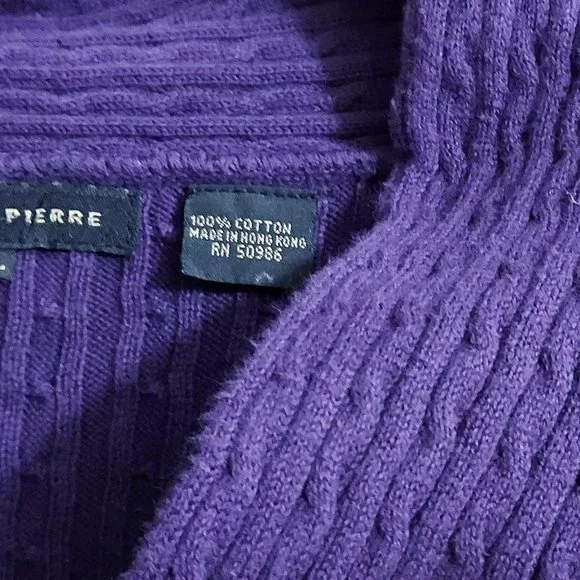 PIERRE
100% COTTON
MADE IN HONG KONG
RN 50986